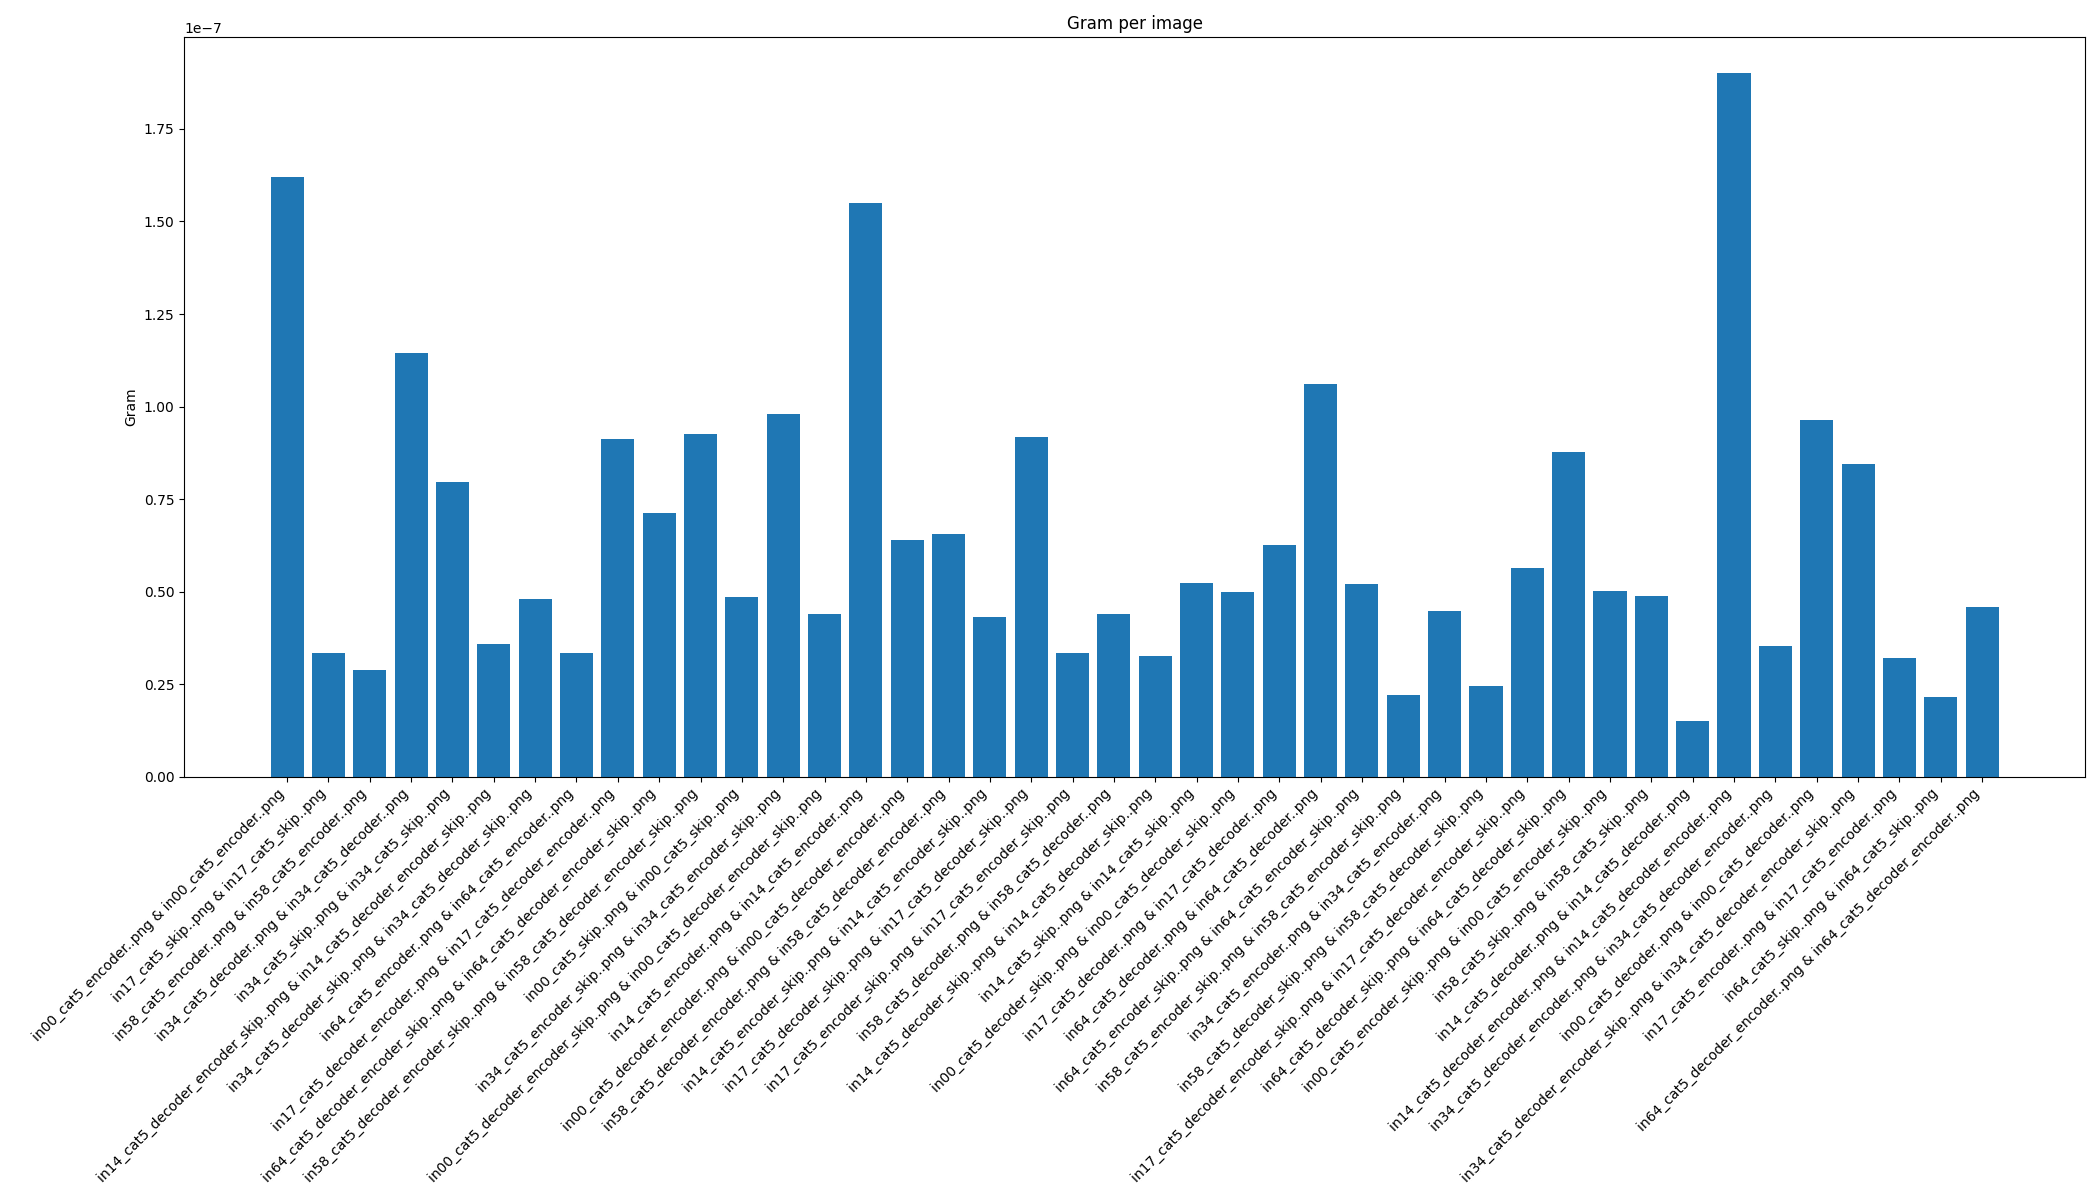 Gram per image
1e−7
1.75
1.50
1.25
1.00
0.75
0.50
0.25
0.00
Gram
in00_cat5_encoder..png & in00_cat5_encoder..png
in17_cat5_skip..png & in17_cat5_skip..png
in58_cat5_encoder..png & in58_cat5_encoder..png
in34_cat5_decoder..png & in34_cat5_decoder..png
in34_cat5_skip..png & in34_cat5_skip..png
in14_cat5_decoder_encoder_skip..png & in14_cat5_decoder_encoder_skip..png
in34_cat5_decoder_skip..png & in34_cat5_decoder_skip..png
in64_cat5_encoder..png & in64_cat5_encoder..png
in17_cat5_decoder_encoder..png & in17_cat5_decoder_encoder..png
in64_cat5_decoder_encoder_skip..png & in64_cat5_decoder_encoder_skip..png
in58_cat5_decoder_encoder_skip..png & in58_cat5_decoder_encoder_skip..png
in00_cat5_skip..png & in00_cat5_skip..png
in34_cat5_encoder_skip..png & in34_cat5_encoder_skip..png
in00_cat5_decoder_encoder_skip..png & in00_cat5_decoder_encoder_skip..png
in14_cat5_encoder..png & in14_cat5_encoder..png
in00_cat5_decoder_encoder..png & in00_cat5_decoder_encoder..png
in58_cat5_decoder_encoder..png & in58_cat5_decoder_encoder..png
in14_cat5_encoder_skip..png & in14_cat5_encoder_skip..png
in17_cat5_decoder_skip..png & in17_cat5_decoder_skip..png
in17_cat5_encoder_skip..png & in17_cat5_encoder_skip..png
in58_cat5_decoder..png & in58_cat5_decoder..png
in14_cat5_decoder_skip..png & in14_cat5_decoder_skip..png
in14_cat5_skip..png & in14_cat5_skip..png
in00_cat5_decoder_skip..png & in00_cat5_decoder_skip..png
in17_cat5_decoder..png & in17_cat5_decoder..png
in64_cat5_decoder..png & in64_cat5_decoder..png
in64_cat5_encoder_skip..png & in64_cat5_encoder_skip..png
in58_cat5_encoder_skip..png & in58_cat5_encoder_skip..png
in34_cat5_encoder..png & in34_cat5_encoder..png
in58_cat5_decoder_skip..png & in58_cat5_decoder_skip..png
in17_cat5_decoder_encoder_skip..png & in17_cat5_decoder_encoder_skip..png
in64_cat5_decoder_skip..png & in64_cat5_decoder_skip..png
in00_cat5_encoder_skip..png & in00_cat5_encoder_skip..png
in58_cat5_skip..png & in58_cat5_skip..png
in14_cat5_decoder..png & in14_cat5_decoder..png
in14_cat5_decoder_encoder..png & in14_cat5_decoder_encoder..png
in34_cat5_decoder_encoder..png & in34_cat5_decoder_encoder..png
in00_cat5_decoder..png & in00_cat5_decoder..png
in34_cat5_decoder_encoder_skip..png & in34_cat5_decoder_encoder_skip..png
in17_cat5_encoder..png & in17_cat5_encoder..png
in64_cat5_skip..png & in64_cat5_skip..png
in64_cat5_decoder_encoder..png & in64_cat5_decoder_encoder..png